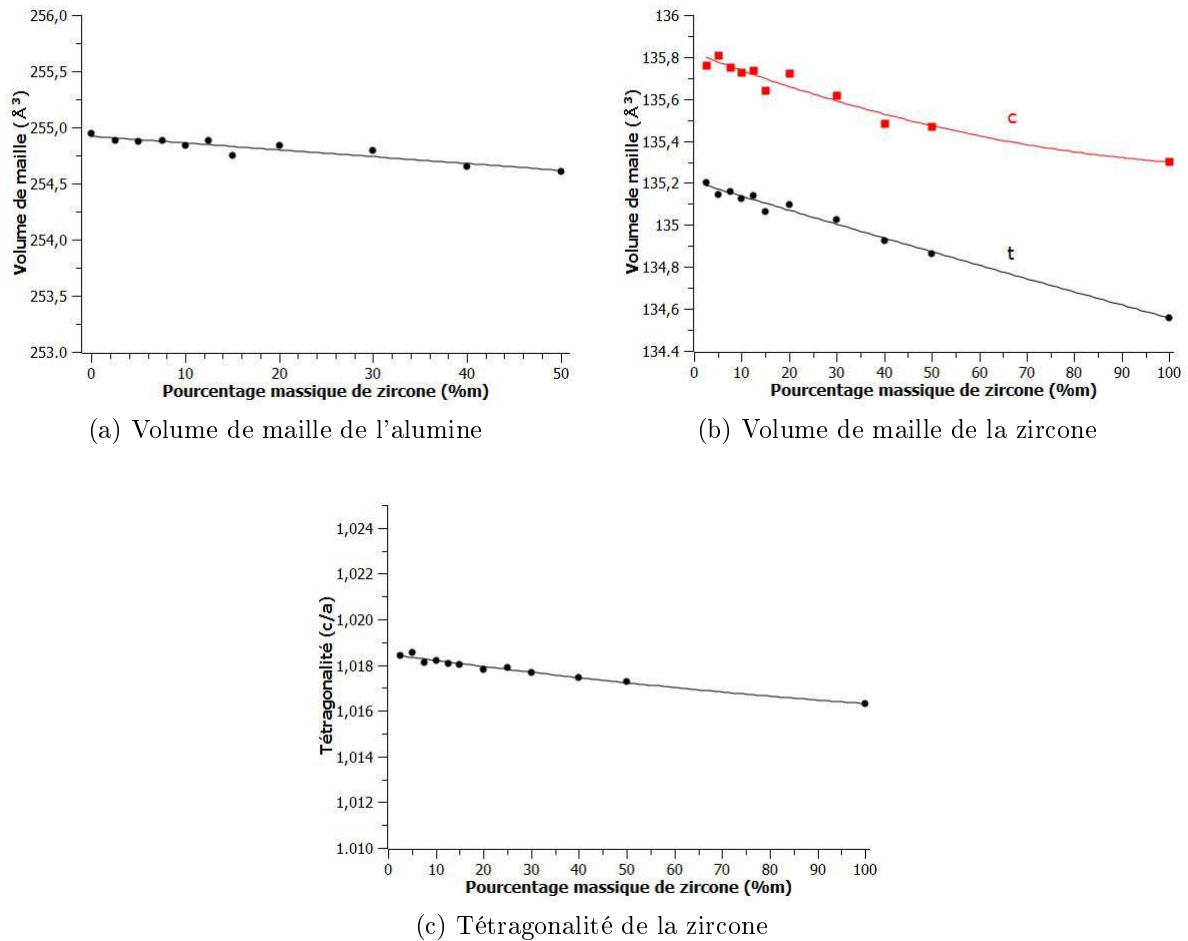 256,0
255,5
255,0
254,5
254,0
253,5
253.0
Volume de maille (Å³)
0 10 20 30 40 50
Pourcentage massique de zircone (%m)
(a) Volume de maille de l'alumine
136
135,8
135,6
135,4
135,2
135
134,8
134,6
134.4
Volume de maille (Å³)
c
t
0 10 20 30 40 50 60 70 80 90 100
Pourcentage massique de zircone (%m)
(b) Volume de maille de la zircone
1,024
1,022
1,020
1,018
1,016
1,014
1,012
1.010
Tétragonalité (c/a)
0 10 20 30 40 50 60 70 80 90 100
Pourcentage massique de zircone (%m)
(c) Tétragonalité de la zircone